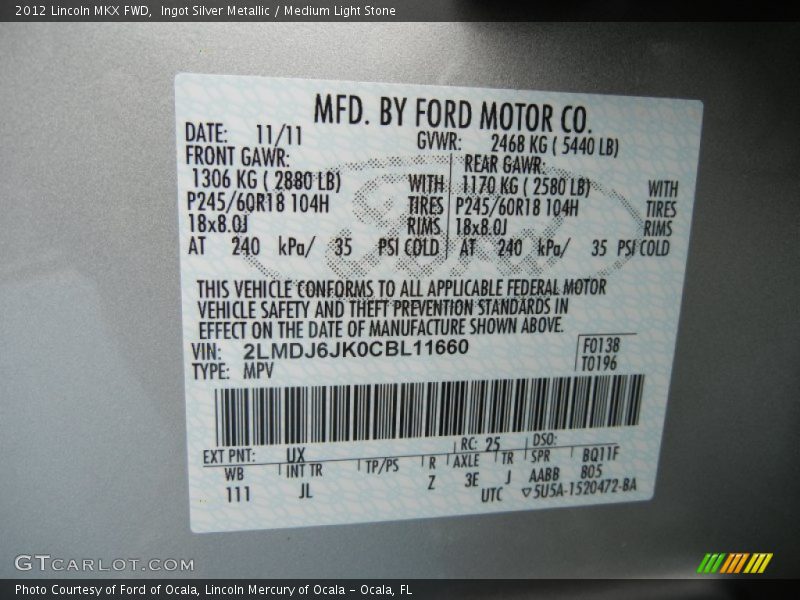 2012 Lincoln MKX FWD,  Ingot Silver Metallic / Medium Light Stone
MFD. BY FORD MOTOR CO.
DATE: 11/11 GVWR: 2468 KG ( 5440 LB)
FRONT GAWR: REAR GAWR:
1306 KG ( 2880 LB) WITH 1170 KG ( 2580 LB) WITH
P245/60R18 104H TIRES P245/60R18 104H TIRES
18x8.0J RIMS 18x8.0J RIMS
AT 240 kPa/ 35 PSI COLD AT 240 kPa/ 35 PSI COLD
THIS VEHICLE CONFORMS TO ALL APPLICABLE FEDERAL MOTOR
VEHICLE SAFETY AND THEFT PREVENTION STANDARDS IN
EFFECT ON THE DATE OF MANUFACTURE SHOWN ABOVE.
VIN: 2LMDJ6JK0CBL11660 F0138
TYPE: MPV T0196
EXT PNT: UX RC: 25 DSO:
WB INT TR TP/PS R AXLE TR SPR BQ11F
111 JL Z 3E J AABB 805
UTC ▽5U5A-1520472-BA
GTCARLOT.COM
Photo Courtesy of Ford of Ocala, Lincoln Mercury of Ocala - Ocala, FL